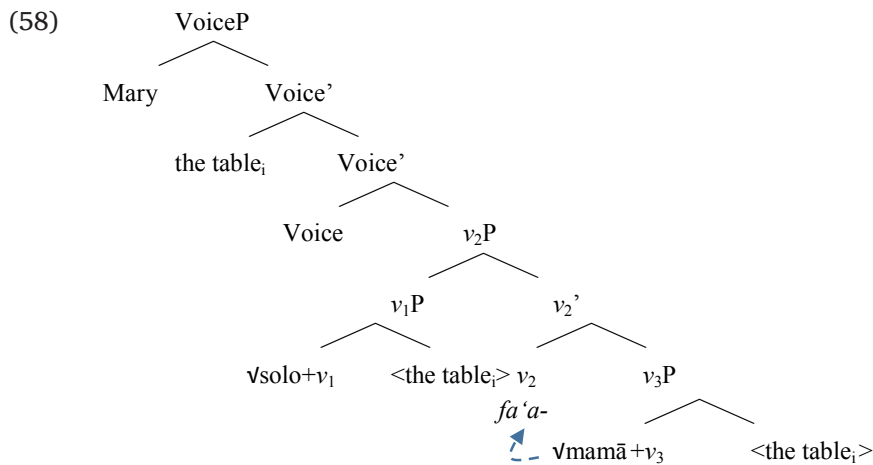 (58) VoiceP
Mary Voice’
the tableᵢ Voice’
Voice v₂P
v₁P v₂’
√solo+v₁ <the tableᵢ> v₂ v₃P
fa‘a-
√mamā+v₃ <the tableᵢ>